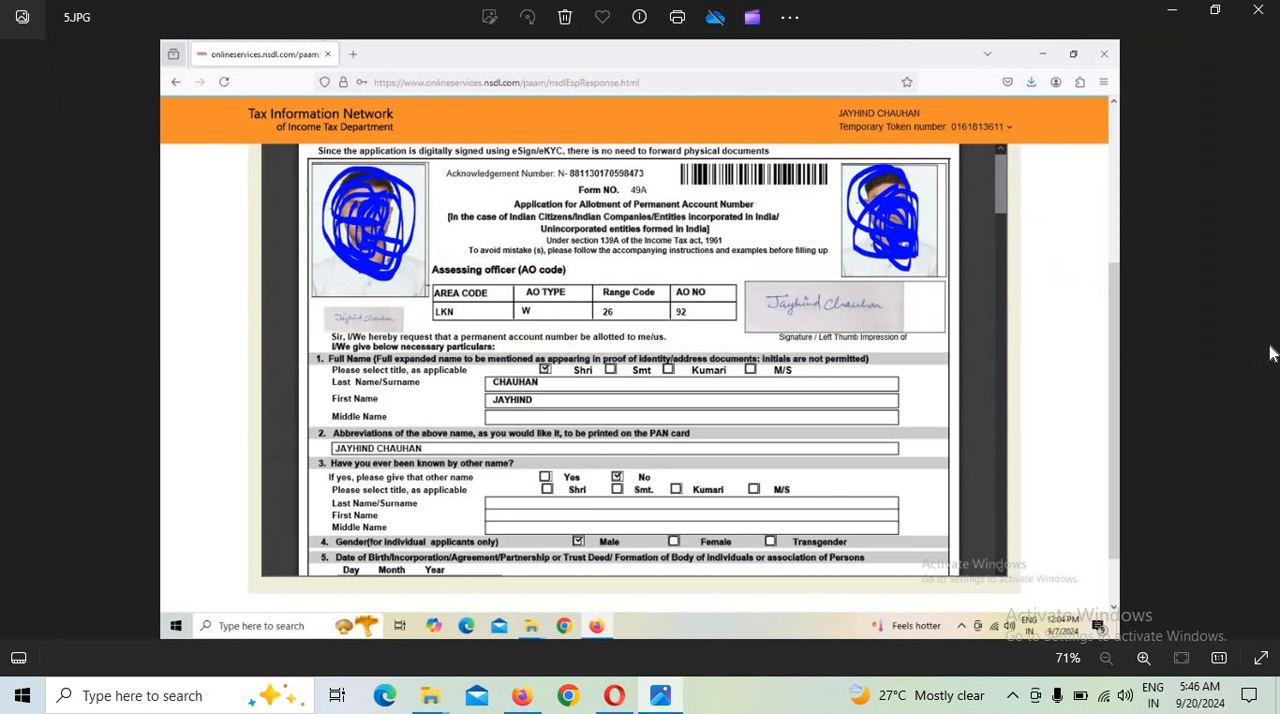 5.JPG
onlineservices.nsdl.com/paam/
https://www.onlineservices.nsdl.com/paam/nsdlEspResponse.html
Tax Information Network
of Income Tax Department
JAYHIND CHAUHAN
Temporary Token number: 0161813611
Since the application is digitally signed using eSign/eKYC, there is no need to forward physical documents
Acknowledgement Number: N- 881130170598473
Form NO. 49A
Application for Allotment of Permanent Account Number
[In the case of Indian Citizens/Indian Companies/Entities incorporated in India/
Unincorporated entities formed in India]
Under section 139A of the Income Tax act, 1961
To avoid mistake (s), please follow the accompanying instructions and examples before filling up
Assessing officer (AO code)
AREA CODE AO TYPE Range Code AO NO
LKN W 26 92
Jayhind Chauhan
Jayhind Chauhan
Signature / Left Thumb Impression of
Sir, I/We hereby request that a permanent account number be allotted to me/us.
I/We give below necessary particulars:
1. Full Name (Full expanded name to be mentioned as appearing in proof of identity/address documents: initials are not permitted)
Please select title, as applicable Shri Smt Kumari M/S
Last Name/Surname CHAUHAN
First Name JAYHIND
Middle Name
2. Abbreviations of the above name, as you would like it, to be printed on the PAN card
JAYHIND CHAUHAN
3. Have you ever been known by other name?
If yes, please give that other name Yes No
Please select title, as applicable Shri Smt. Kumari M/S
Last Name/Surname
First Name
Middle Name
4. Gender(for individual applicants only) Male Female Transgender
5. Date of Birth/Incorporation/Agreement/Partnership or Trust Deed/ Formation of Body of individuals or association of Persons
Day Month Year
Activate Windows
Go to Settings to activate Windows.
Type here to search
Feels hotter
ENG
IN
12:04 PM
9/7/2024
Activate Windows
Go to Settings to activate Windows.
71%
Type here to search
27°C Mostly clear
ENG
IN
5:46 AM
9/20/2024